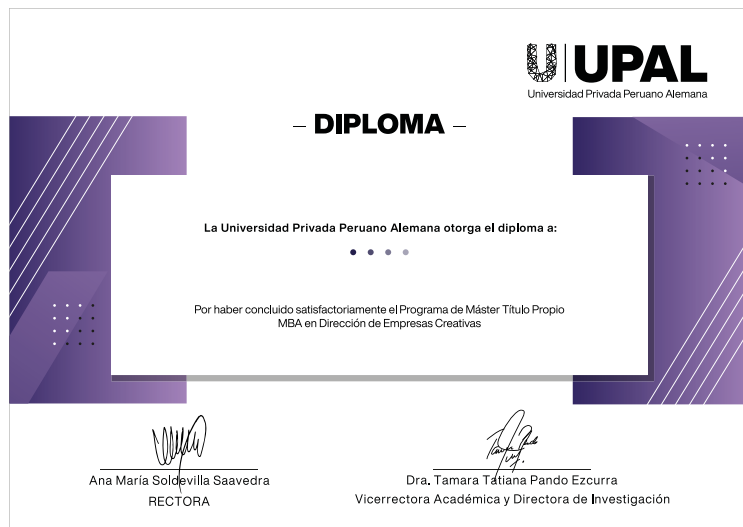 UPAL
Universidad Privada Peruano Alemana
– DIPLOMA –
La Universidad Privada Peruano Alemana otorga el diploma a:
Por haber concluido satisfactoriamente el Programa de Máster Título Propio
MBA en Dirección de Empresas Creativas
Ana María Soldevilla Saavedra
RECTORA
Dra. Tamara Tatiana Pando Ezcurra
Vicerrectora Académica y Directora de Investigación